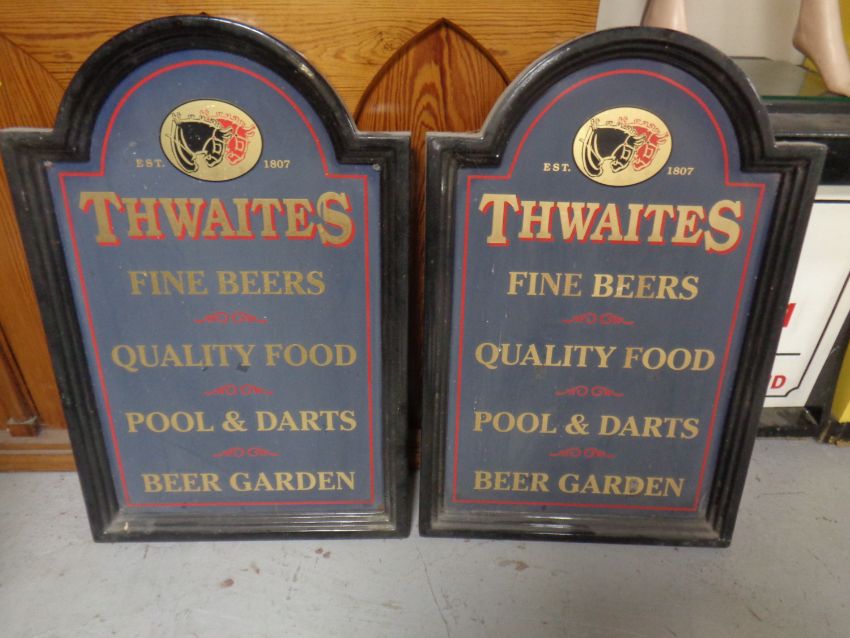 EST. 1807
THWAITES
FINE BEERS
QUALITY FOOD
POOL & DARTS
BEER GARDEN
EST. 1807
THWAITES
FINE BEERS
QUALITY FOOD
POOL & DARTS
BEER GARDEN